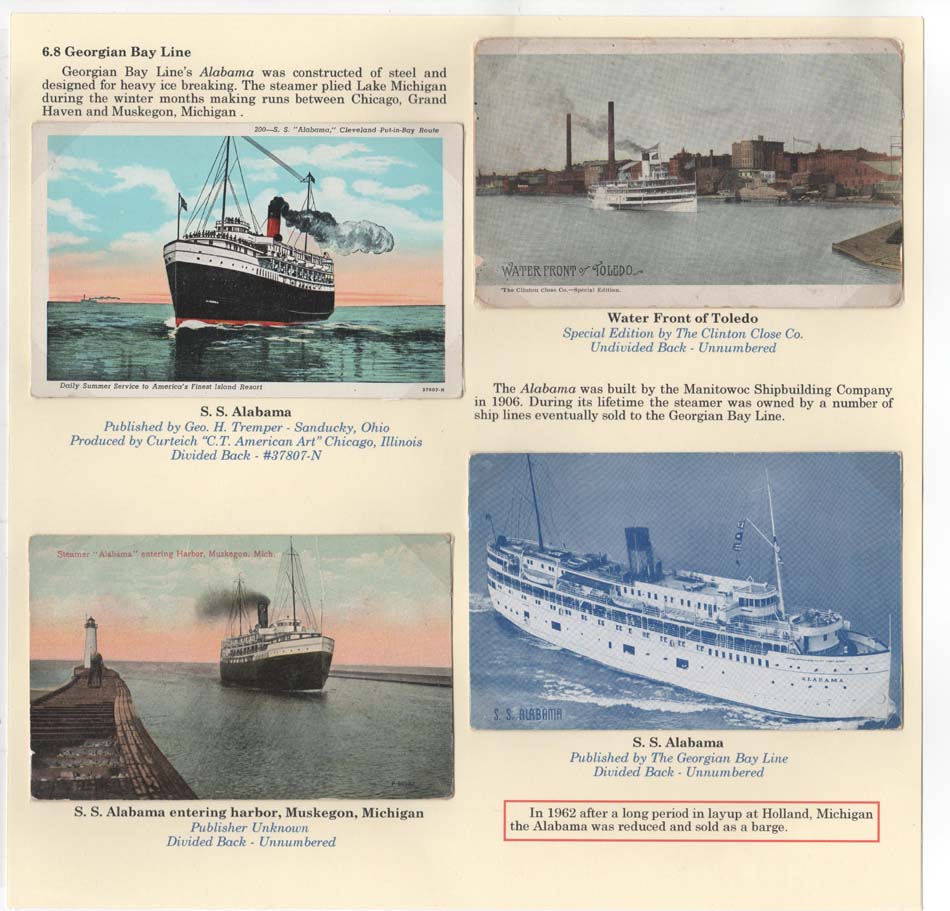 6.8 Georgian Bay Line
Georgian Bay Line's Alabama was constructed of steel and
designed for heavy ice breaking. The steamer plied Lake Michigan
during the winter months making runs between Chicago, Grand
Haven and Muskegon, Michigan .
200—S. S. "Alabama," Cleveland-Put-in-Bay Route
Daily Summer Service to America's Finest Island Resort
37807-N
S. S. Alabama
Published by Geo. H. Tremper - Sanducky, Ohio
Produced by Curteich "C.T. American Art" Chicago, Illinois
Divided Back - #37807-N
Steamer "Alabama" entering Harbor, Muskegon, Mich.
S. S. Alabama entering harbor, Muskegon, Michigan
Publisher Unknown
Divided Back - Unnumbered
WATER FRONT OF TOLEDO
The Clinton Close Co.—Special Edition.
Water Front of Toledo
Special Edition by The Clinton Close Co.
Undivided Back - Unnumbered
The Alabama was built by the Manitowoc Shipbuilding Company
in 1906. During its lifetime the steamer was owned by a number of
ship lines eventually sold to the Georgian Bay Line.
ALABAMA
S. S. ALABAMA
S. S. Alabama
Published by The Georgian Bay Line
Divided Back - Unnumbered
In 1962 after a long period in layup at Holland, Michigan
the Alabama was reduced and sold as a barge.